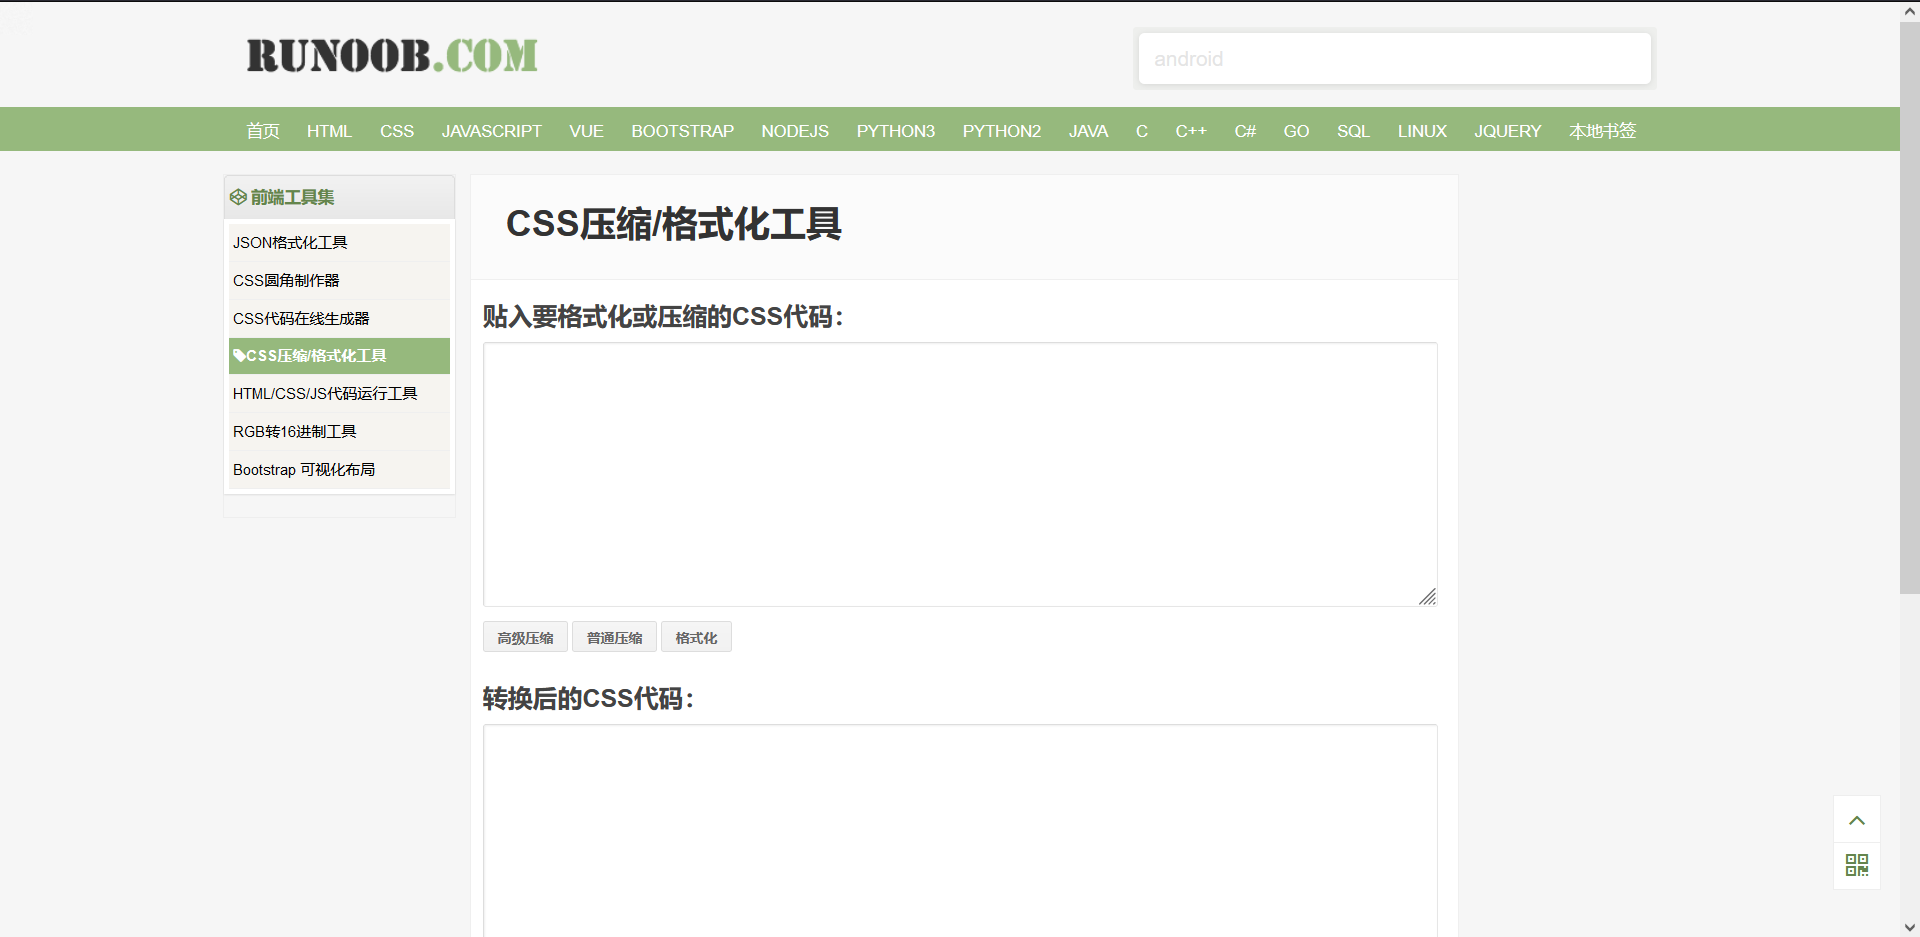 RUNOOB.COM
android
首页 HTML CSS JAVASCRIPT VUE BOOTSTRAP NODEJS PYTHON3 PYTHON2 JAVA C C++ C# GO SQL LINUX JQUERY 本地书签
前端工具集
JSON格式化工具
CSS圆角制作器
CSS代码在线生成器
CSS压缩/格式化工具
HTML/CSS/JS代码运行工具
RGB转16进制工具
Bootstrap 可视化布局
CSS压缩/格式化工具
贴入要格式化或压缩的CSS代码：
高级压缩 普通压缩 格式化
转换后的CSS代码：